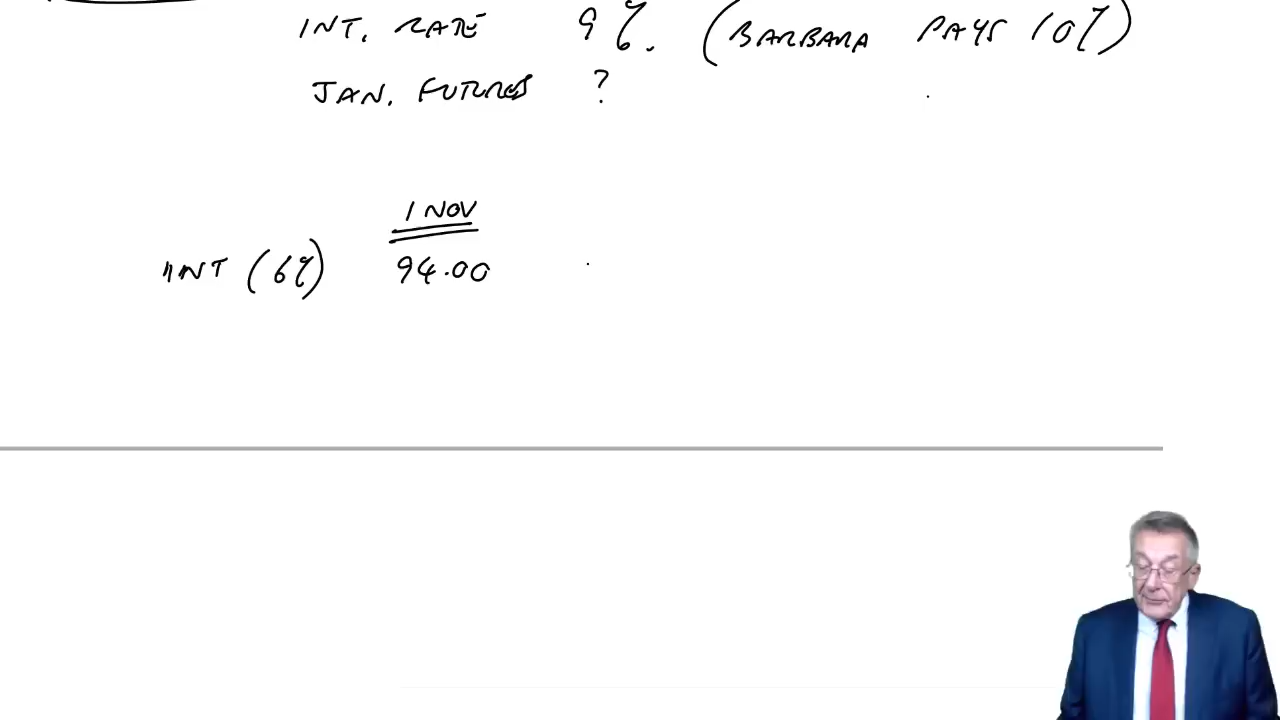 INT. RATE 9%. (BARBARA PAYS 10%)
JAN. FUTURES ?
1 NOV
INT (6%) 94.00